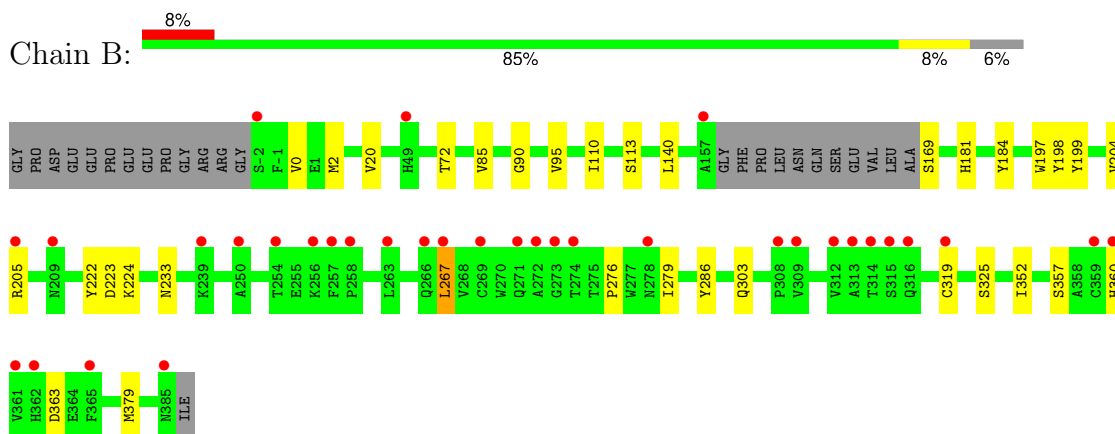 8%
Chain B:
85% 8% 6%
GLY PRO ASP GLU GLU PRO GLU GLU PRO GLY ARG ARG GLY S-2 F-1 V0 E1 M2 V20 H49 T72 V85 G90 V95 I110 S113 L140 A157 GLY PHE PRO LEU ASN GLN SER GLU VAL LEU ALA S169 H181 Y184 W197 Y198 Y199
R205 N209 Y222 D223 K224 N233 K239 A250 T254 E255 K256 F257 P258 L263 Q266 L267 V268 C269 W270 Q271 A272 G273 T274 T275 P276 W277 N278 I279 Y286 Q303 P308 V309 V312 A313 T314 S315 Q316 C319 S325 I352 S357 A358 C359 H360
V361 H362 D363 E364 F365 M379 N385 ILE